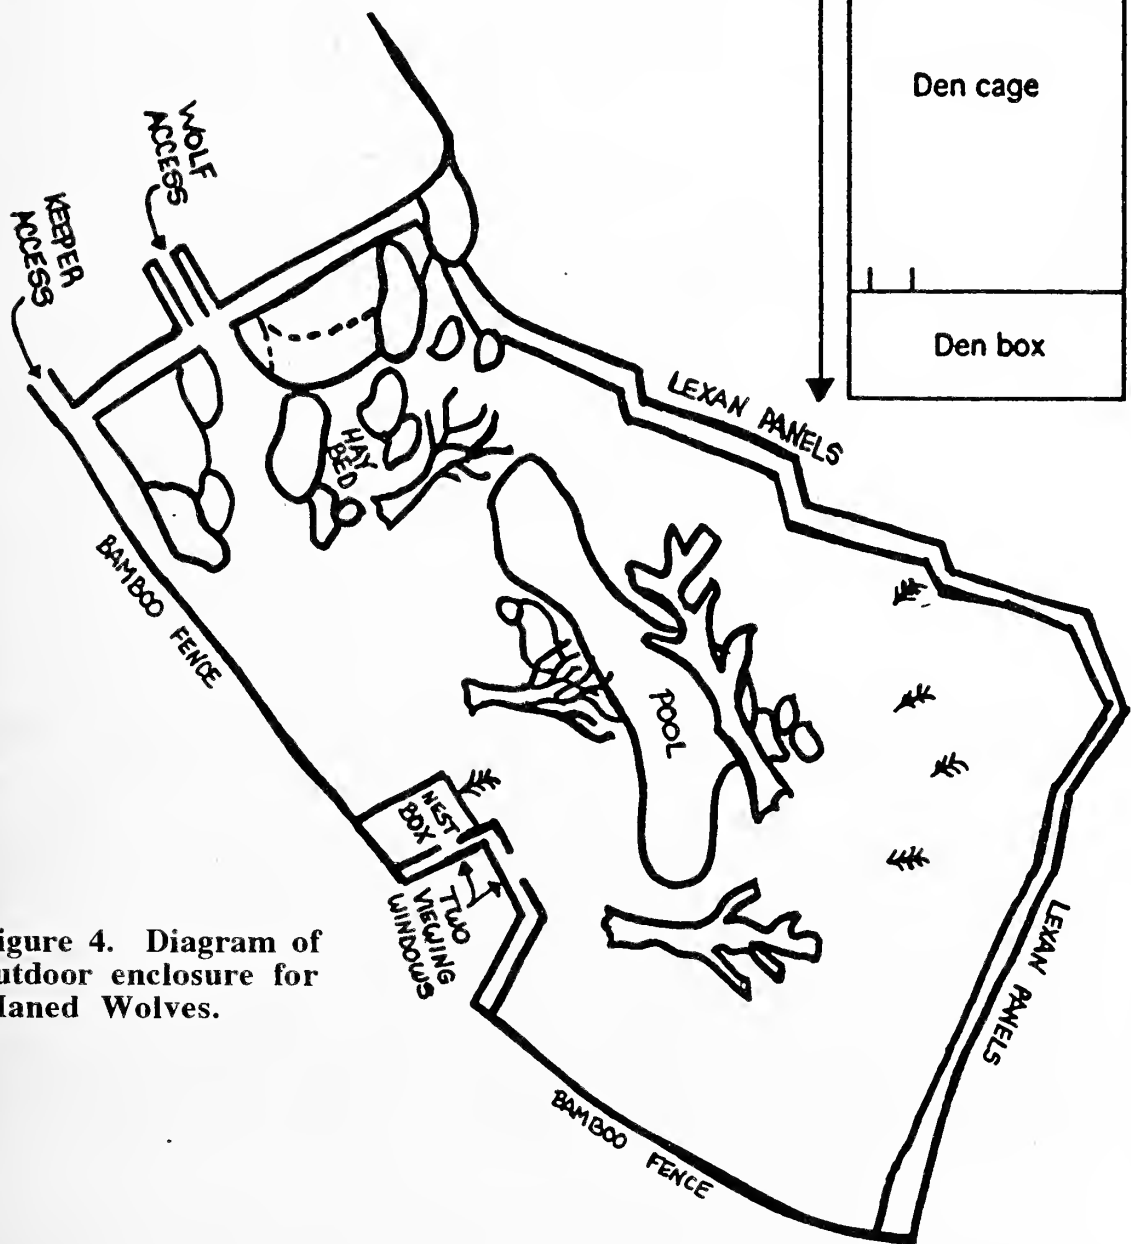 Den cage
Den box
WOLF
ACCESS
KEEPER
ACCESS
LEXAN PANELS
HAY
BED
BAMBOO FENCE
POOL
NEST
BOX
TWO
VIEWING
WINDOWS
LEXAN PANELS
BAMBOO FENCE
igure 4. Diagram of
utdoor enclosure for
laned Wolves.